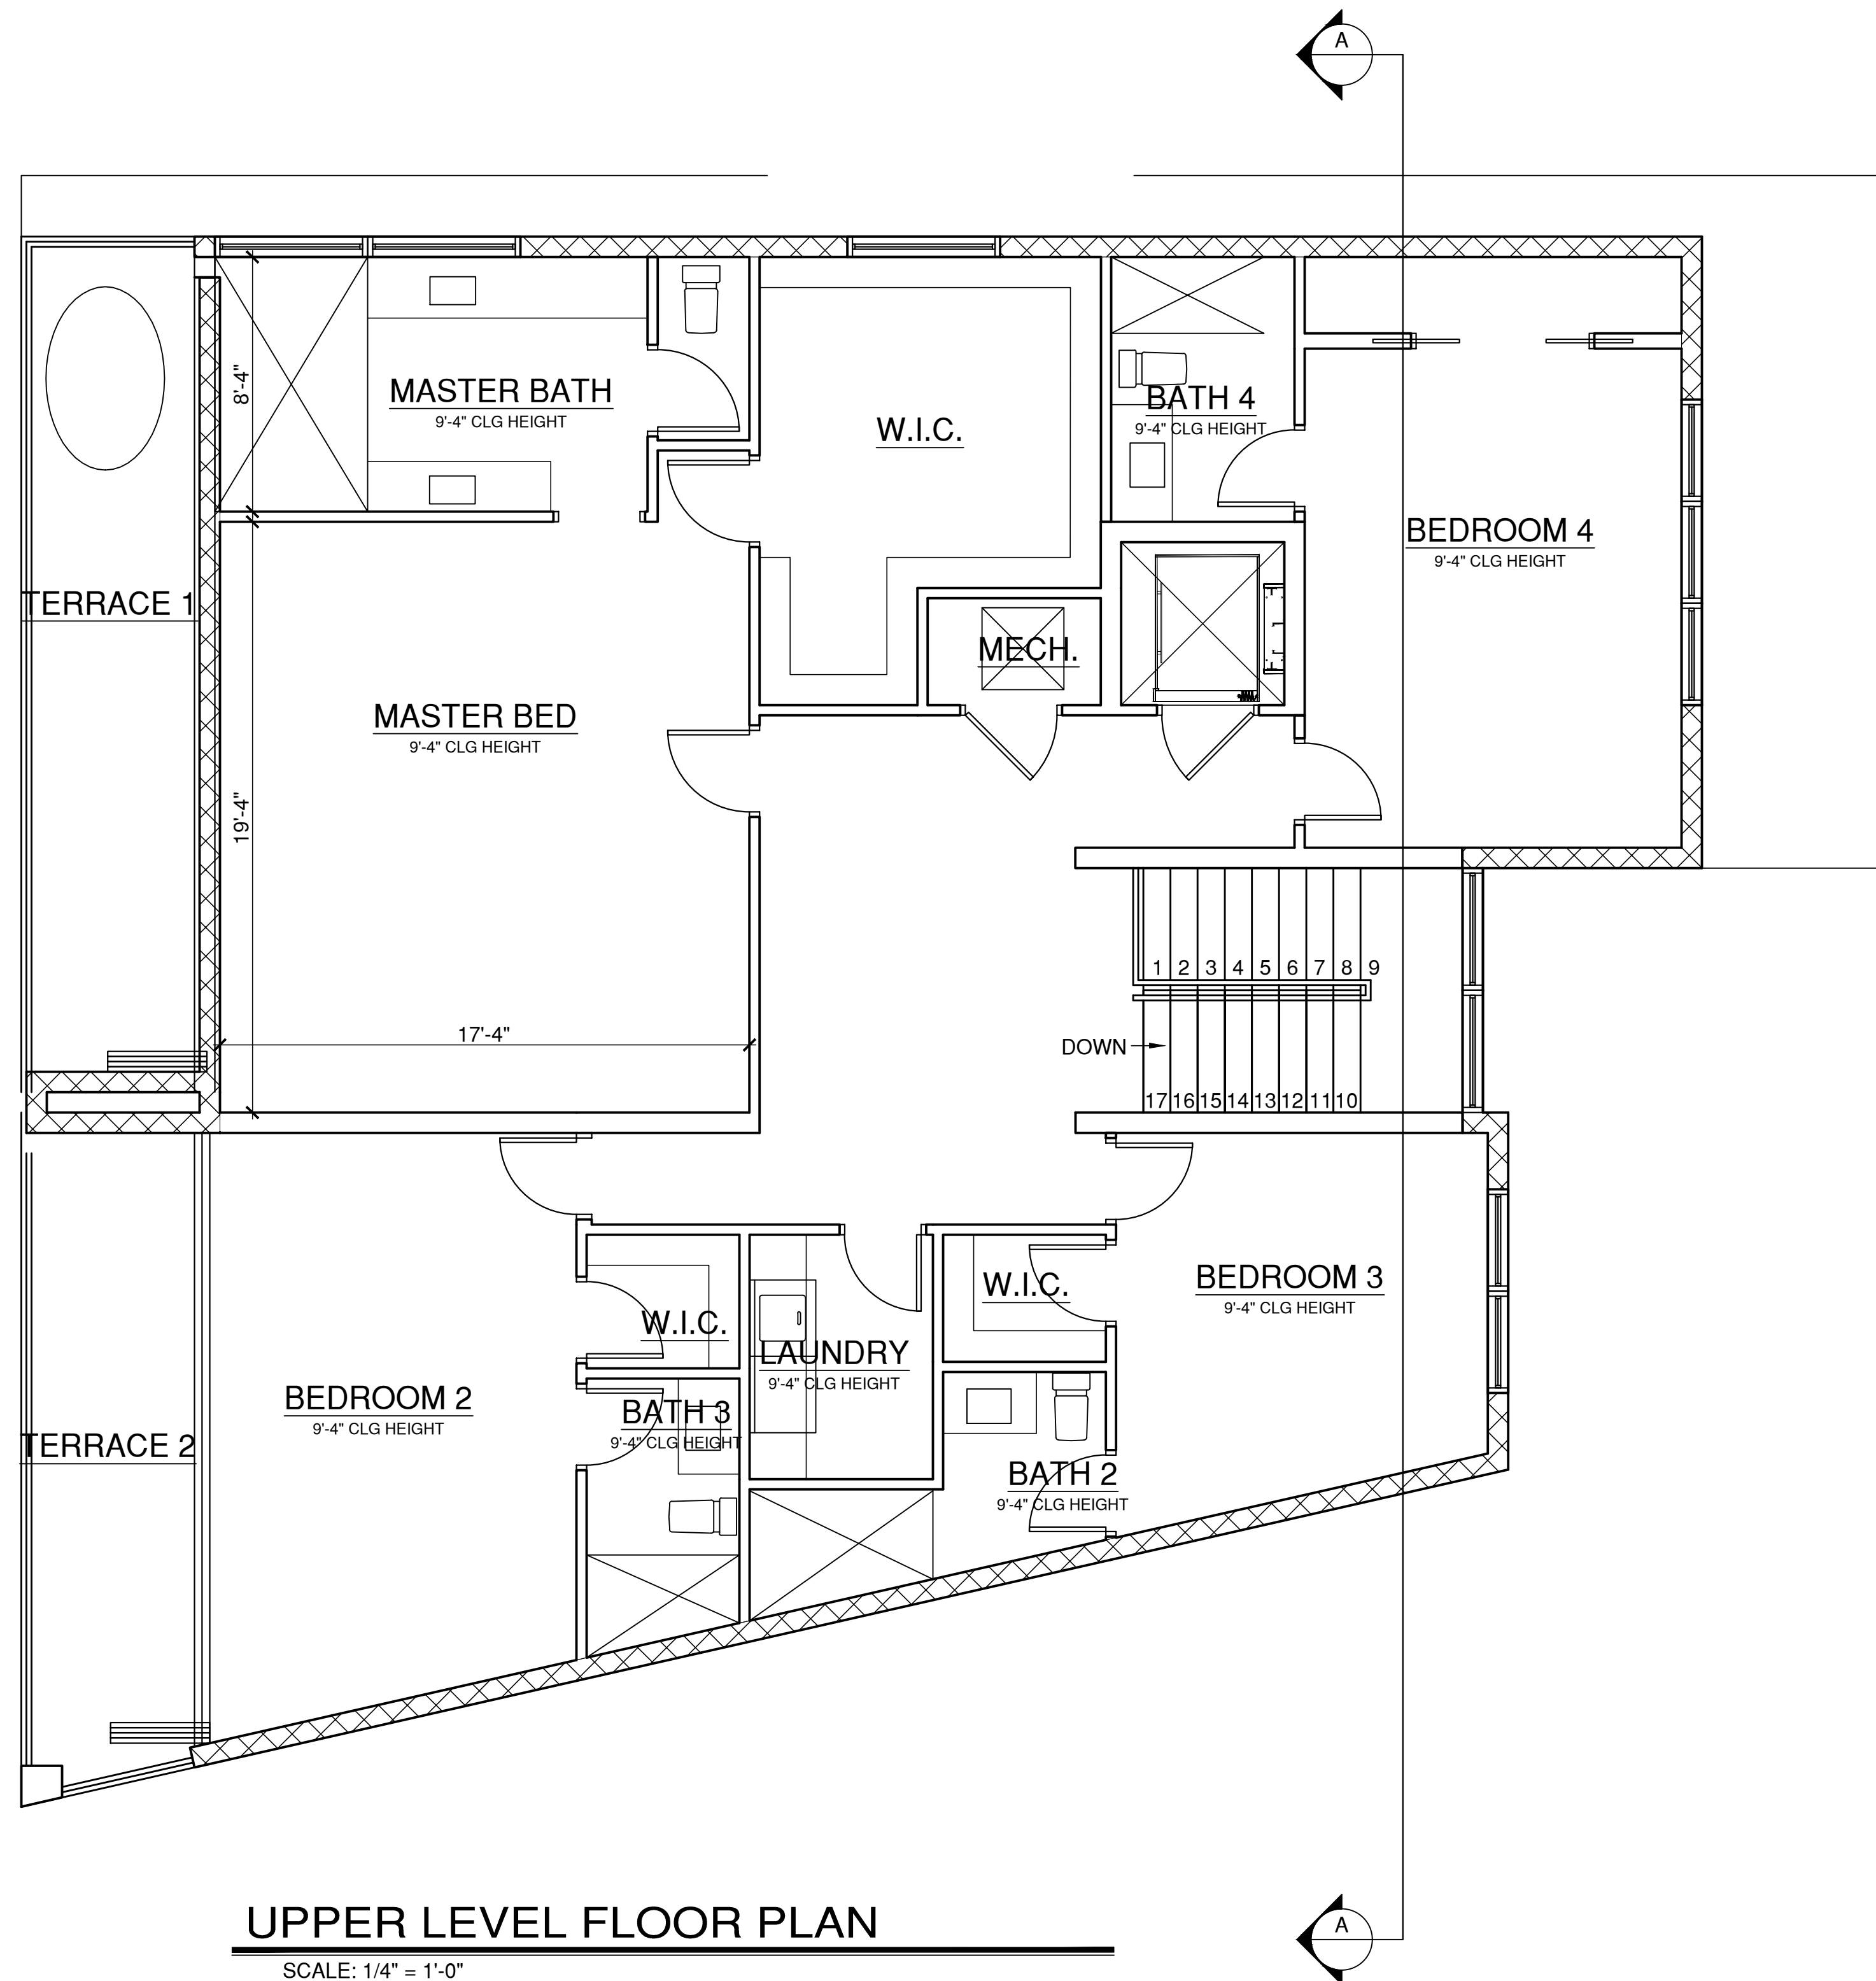 A
MASTER BATH
9'-4" CLG HEIGHT
8'-4"
W.I.C.
BATH 4
9'-4" CLG HEIGHT
BEDROOM 4
9'-4" CLG HEIGHT
TERRACE 1
MECH.
MASTER BED
9'-4" CLG HEIGHT
19'-4"
17'-4"
1 2 3 4 5 6 7 8 9
DOWN
17 16 15 14 13 12 11 10
W.I.C.
BEDROOM 3
9'-4" CLG HEIGHT
W.I.C.
LAUNDRY
9'-4" CLG HEIGHT
BEDROOM 2
9'-4" CLG HEIGHT
BATH 3
9'-4" CLG HEIGHT
TERRACE 2
BATH 2
9'-4" CLG HEIGHT
UPPER LEVEL FLOOR PLAN
SCALE: 1/4" = 1'-0"
A